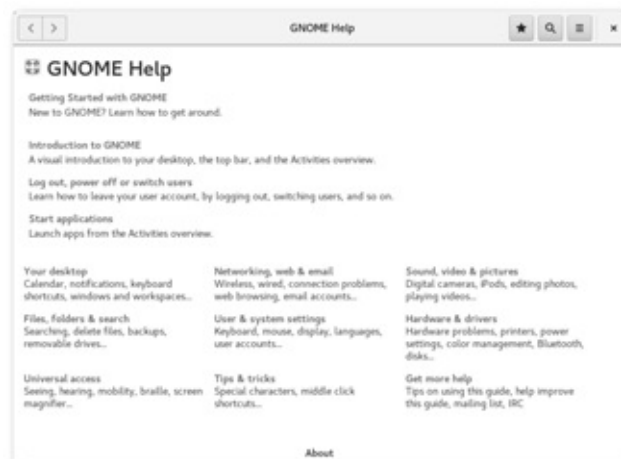 GNOME Help
GNOME Help
Getting Started with GNOME
New to GNOME? Learn how to get around.
Introduction to GNOME
A visual introduction to your desktop, the top bar, and the Activities overview.
Log out, power off or switch users
Learn how to leave your user account, by logging out, switching users, and so on.
Start applications
Launch apps from the Activities overview.
Your desktop
Calendar, notifications, keyboard
shortcuts, windows and workspaces...
Networking, web & email
Wireless, wired, connection problems,
web browsing, email accounts...
Sound, video & pictures
Digital cameras, iPods, editing photos,
playing videos...
Files, folders & search
Searching, delete files, backups,
removable drives...
User & system settings
Keyboard, mouse, display, languages,
user accounts...
Hardware & drivers
Hardware problems, printers, power
settings, color management, Bluetooth,
disks...
Universal access
Seeing, hearing, mobility, braille, screen
magnifier...
Tips & tricks
Special characters, middle click
shortcuts...
Get more help
Tips on using this guide, help improve
this guide, mailing list, IRC
About